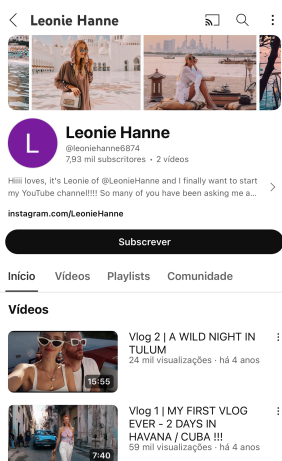 Leonie Hanne
L
Leonie Hanne
@leoniehanne6874
7,93 mil subscritores • 2 vídeos
Hiiii loves, it's Leonie of @LeonieHanne and I finally want to start
my YouTube channel!!!! So many of you have been asking me a...
instagram.com/LeonieHanne
Subscrever
Início Vídeos Playlists Comunidade
Vídeos
Vlog 2 | A WILD NIGHT IN
TULUM
24 mil visualizações · há 4 anos
15:55
Vlog 1 | MY FIRST VLOG
EVER - 2 DAYS IN
HAVANA / CUBA !!!
59 mil visualizações · há 4 anos
7:40